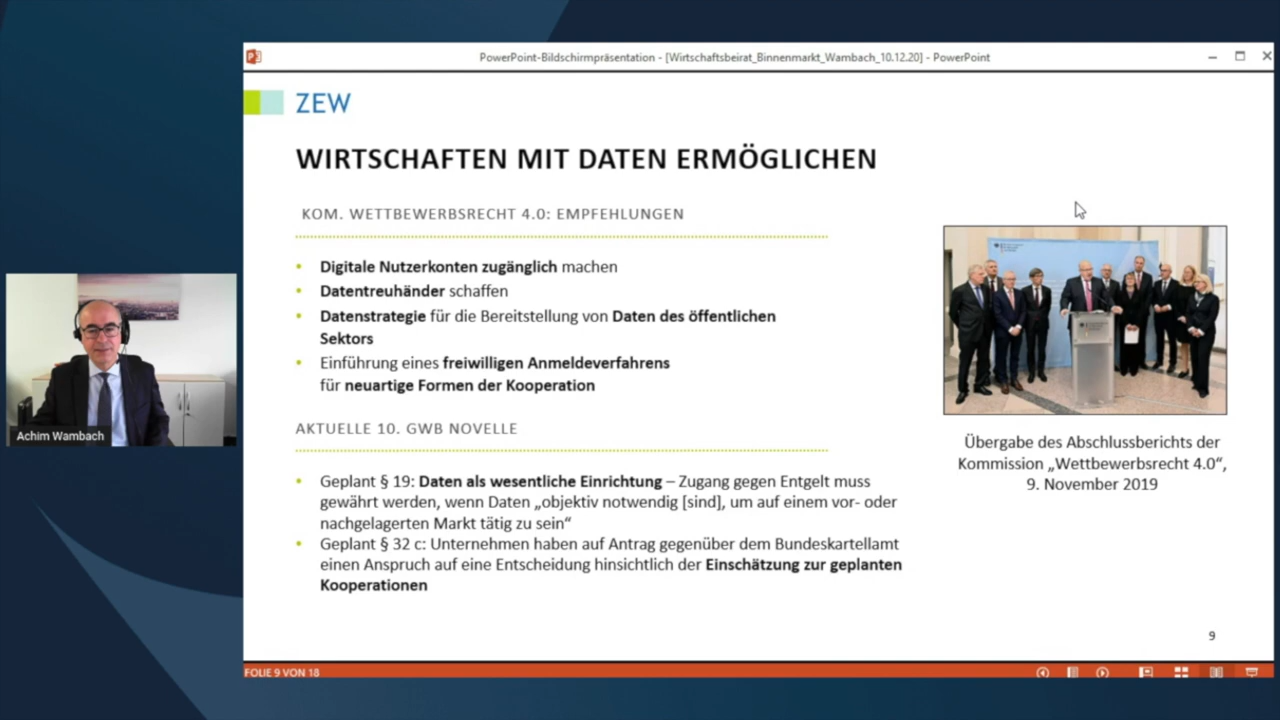 PowerPoint-Bildschirmpräsentation - [Wirtschaftsbeirat_Binnenmarkt_Wambach_10.12.20] - PowerPoint
ZEW
WIRTSCHAFTEN MIT DATEN ERMÖGLICHEN
KOM. WETTBEWERBSRECHT 4.0: EMPFEHLUNGEN
• Digitale Nutzerkonten zugänglich machen
• Datentreuhänder schaffen
• Datenstrategie für die Bereitstellung von Daten des öffentlichen
Sektors
• Einführung eines freiwilligen Anmeldeverfahrens
für neuartige Formen der Kooperation
AKTUELLE 10. GWB NOVELLE
• Geplant § 19: Daten als wesentliche Einrichtung – Zugang gegen Entgelt muss
gewährt werden, wenn Daten „objektiv notwendig [sind], um auf einem vor- oder
nachgelagerten Markt tätig zu sein“
• Geplant § 32 c: Unternehmen haben auf Antrag gegenüber dem Bundeskartellamt
einen Anspruch auf eine Entscheidung hinsichtlich der Einschätzung zur geplanten
Kooperationen
Übergabe des Abschlussberichts der
Kommission „Wettbewerbsrecht 4.0“,
9. November 2019
Achim Wambach
9
FOLIE 9 VON 18